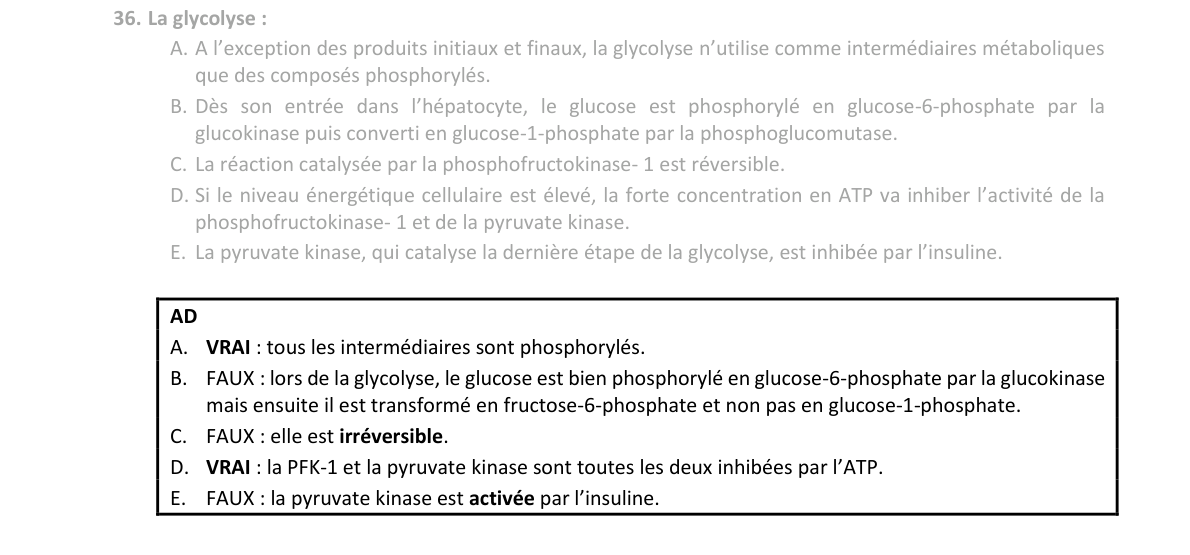 36. La glycolyse :
A. A l’exception des produits initiaux et finaux, la glycolyse n’utilise comme intermédiaires métaboliques
que des composés phosphorylés.
B. Dès son entrée dans l’hépatocyte, le glucose est phosphorylé en glucose-6-phosphate par la
glucokinase puis converti en glucose-1-phosphate par la phosphoglucomutase.
C. La réaction catalysée par la phosphofructokinase- 1 est réversible.
D. Si le niveau énergétique cellulaire est élevé, la forte concentration en ATP va inhiber l’activité de la
phosphofructokinase- 1 et de la pyruvate kinase.
E. La pyruvate kinase, qui catalyse la dernière étape de la glycolyse, est inhibée par l’insuline.
AD
A. VRAI : tous les intermédiaires sont phosphorylés.
B. FAUX : lors de la glycolyse, le glucose est bien phosphorylé en glucose-6-phosphate par la glucokinase
mais ensuite il est transformé en fructose-6-phosphate et non pas en glucose-1-phosphate.
C. FAUX : elle est irréversible.
D. VRAI : la PFK-1 et la pyruvate kinase sont toutes les deux inhibées par l’ATP.
E. FAUX : la pyruvate kinase est activée par l’insuline.